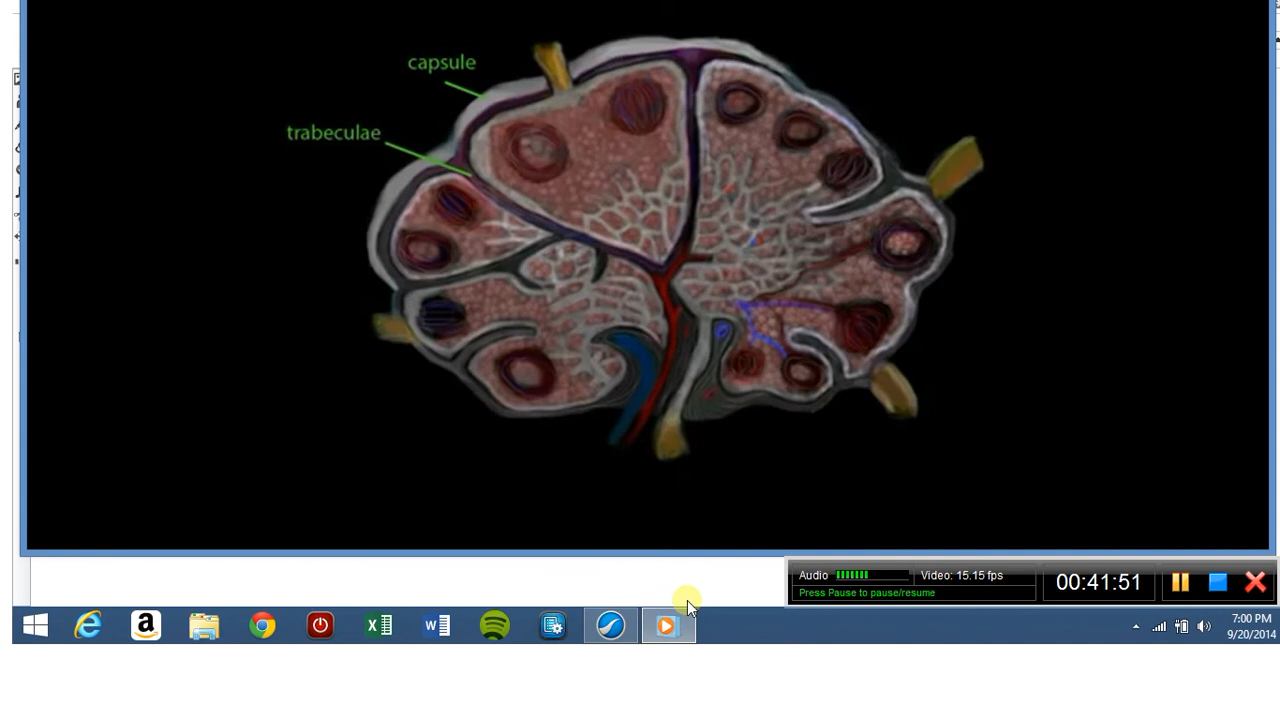 capsule
trabeculae
Audio
Video: 15.15 fps
Press Pause to pause/resume
00:41:51
7:00 PM
9/20/2014